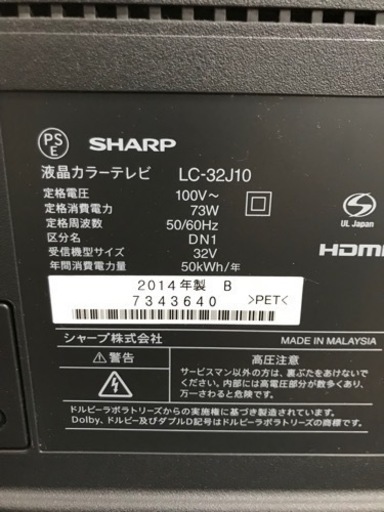 PS
E
SHARP
液晶カラーテレビ LC-32J10
定格電圧 100V～
定格消費電力 73W
定格周波数 50/60Hz
区分名 DN1
受信機型サイズ 32V
年間消費電力量 50kWh/年
S
UL Japan
HDMI
2014年製 B
7343640 >PET<
シャープ株式会社 MADE IN MALAYSIA
⚠警告
高圧注意
サービスマン以外の方は、裏ぶたをあけないで
ください。内部には高電圧部分が数多くあり、
万一さわると危険です。
ドルビーラボラトリーズからの実施権に基づき製造されています。
Dolby、ドルビー及びダブルD記号はドルビーラボラトリーズの商標です。